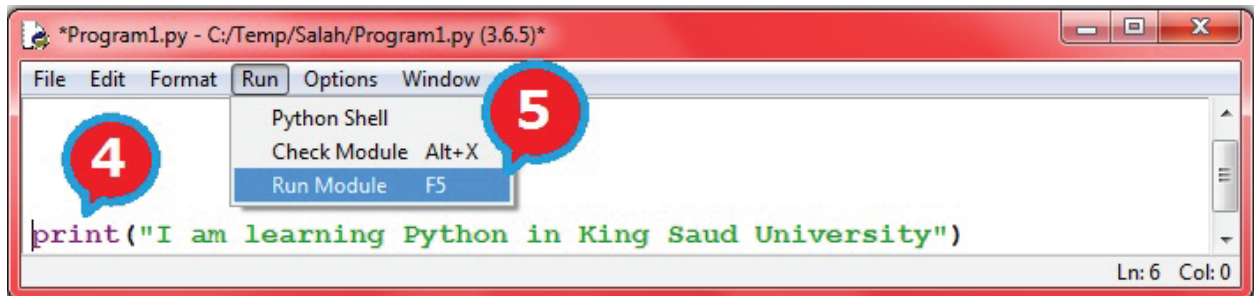 *Program1.py - C:/Temp/Salah/Program1.py (3.6.5)*
File Edit Format Run Options Window
5
Python Shell
4
Check Module Alt+X
Run Module F5
print("I am learning Python in King Saud University")
Ln: 6 Col: 0